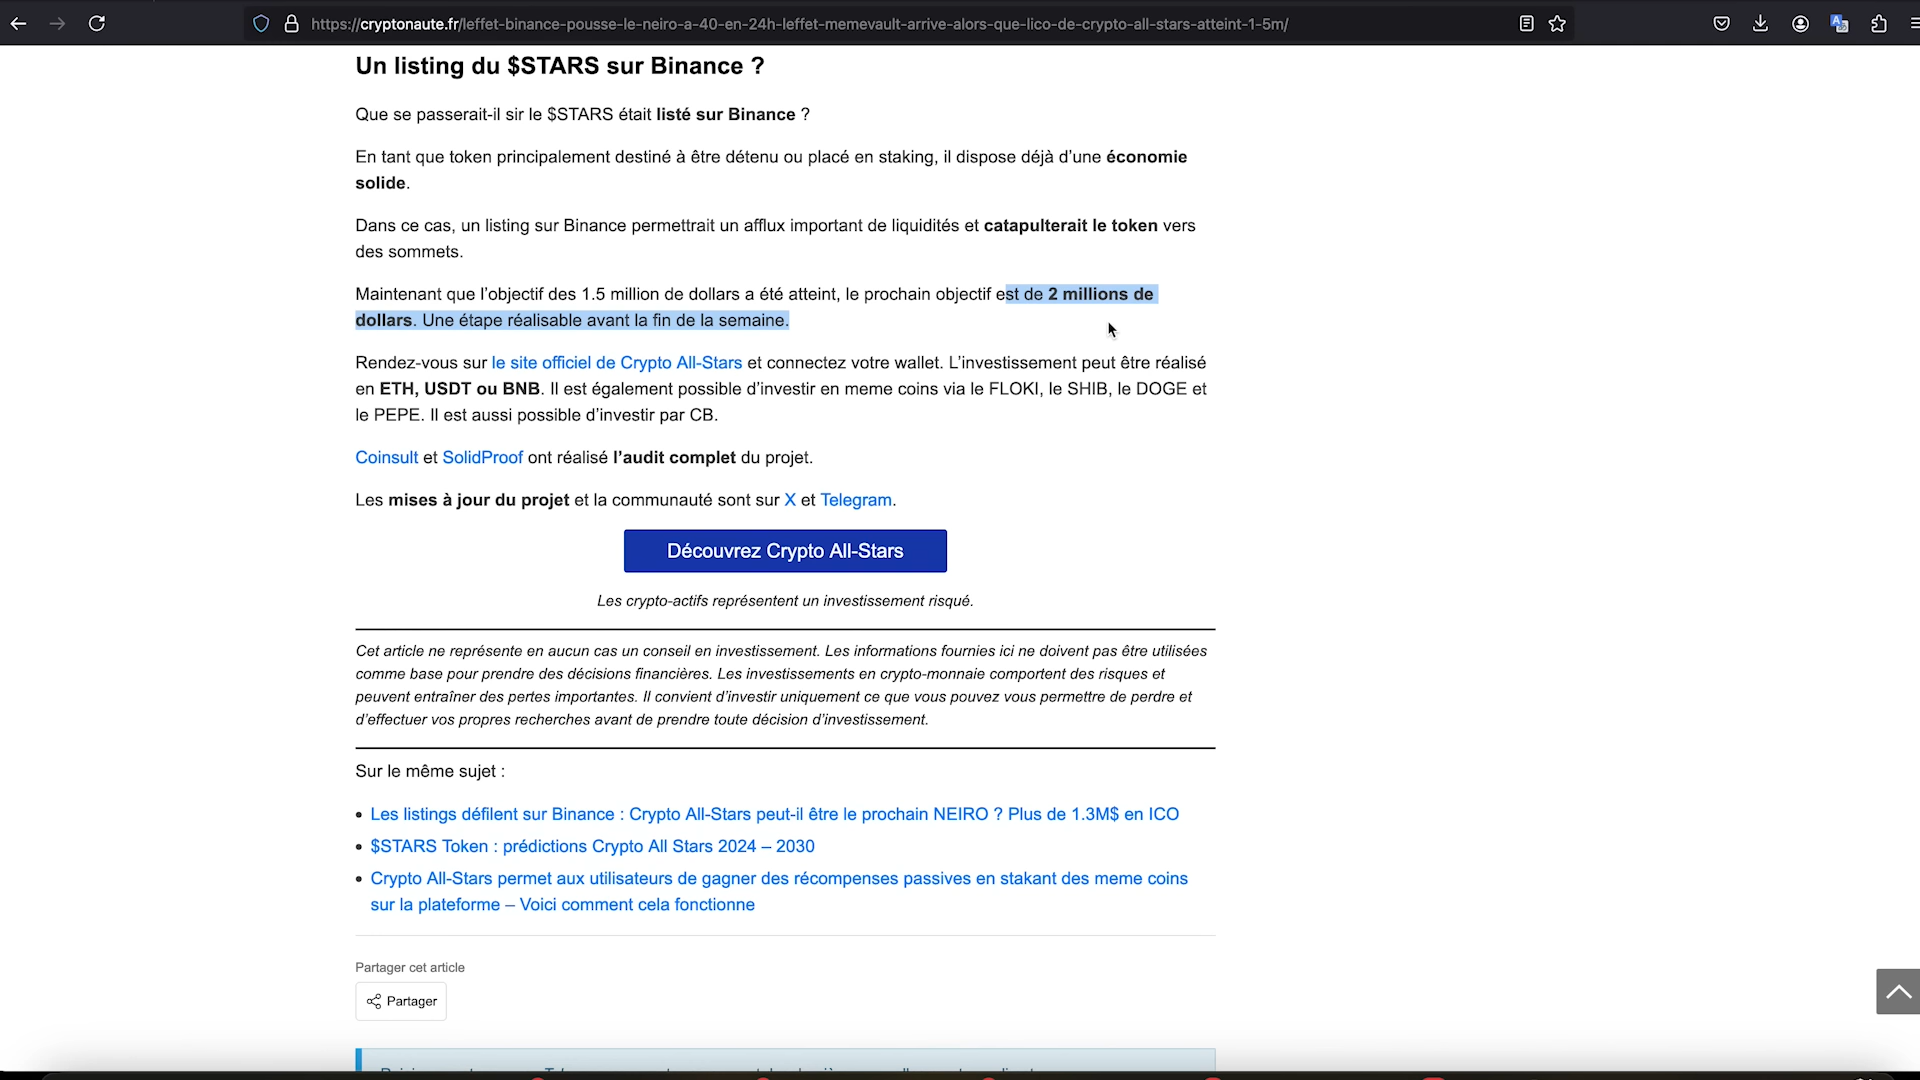 https://cryptonaute.fr/leffet-binance-pousse-le-neiro-a-40-en-24h-leffet-memevault-arrive-alors-que-lico-de-crypto-all-stars-atteint-1-5m/
Un listing du $STARS sur Binance ?
Que se passerait-il sir le $STARS était listé sur Binance ?
En tant que token principalement destiné à être détenu ou placé en staking, il dispose déjà d’une économie
solide.
Dans ce cas, un listing sur Binance permettrait un afflux important de liquidités et catapulterait le token vers
des sommets.
Maintenant que l’objectif des 1.5 million de dollars a été atteint, le prochain objectif est de 2 millions de
dollars. Une étape réalisable avant la fin de la semaine.
Rendez-vous sur le site officiel de Crypto All-Stars et connectez votre wallet. L’investissement peut être réalisé
en ETH, USDT ou BNB. Il est également possible d’investir en meme coins via le FLOKI, le SHIB, le DOGE et
le PEPE. Il est aussi possible d’investir par CB.
Coinsult et SolidProof ont réalisé l’audit complet du projet.
Les mises à jour du projet et la communauté sont sur X et Telegram.
Découvrez Crypto All-Stars
Les crypto-actifs représentent un investissement risqué.
Cet article ne représente en aucun cas un conseil en investissement. Les informations fournies ici ne doivent pas être utilisées
comme base pour prendre des décisions financières. Les investissements en crypto-monnaie comportent des risques et
peuvent entraîner des pertes importantes. Il convient d’investir uniquement ce que vous pouvez vous permettre de perdre et
d’effectuer vos propres recherches avant de prendre toute décision d’investissement.
Sur le même sujet :
Les listings défilent sur Binance : Crypto All-Stars peut-il être le prochain NEIRO ? Plus de 1.3M$ en ICO
$STARS Token : prédictions Crypto All Stars 2024 – 2030
Crypto All-Stars permet aux utilisateurs de gagner des récompenses passives en stakant des meme coins
sur la plateforme – Voici comment cela fonctionne
Partager cet article
Partager